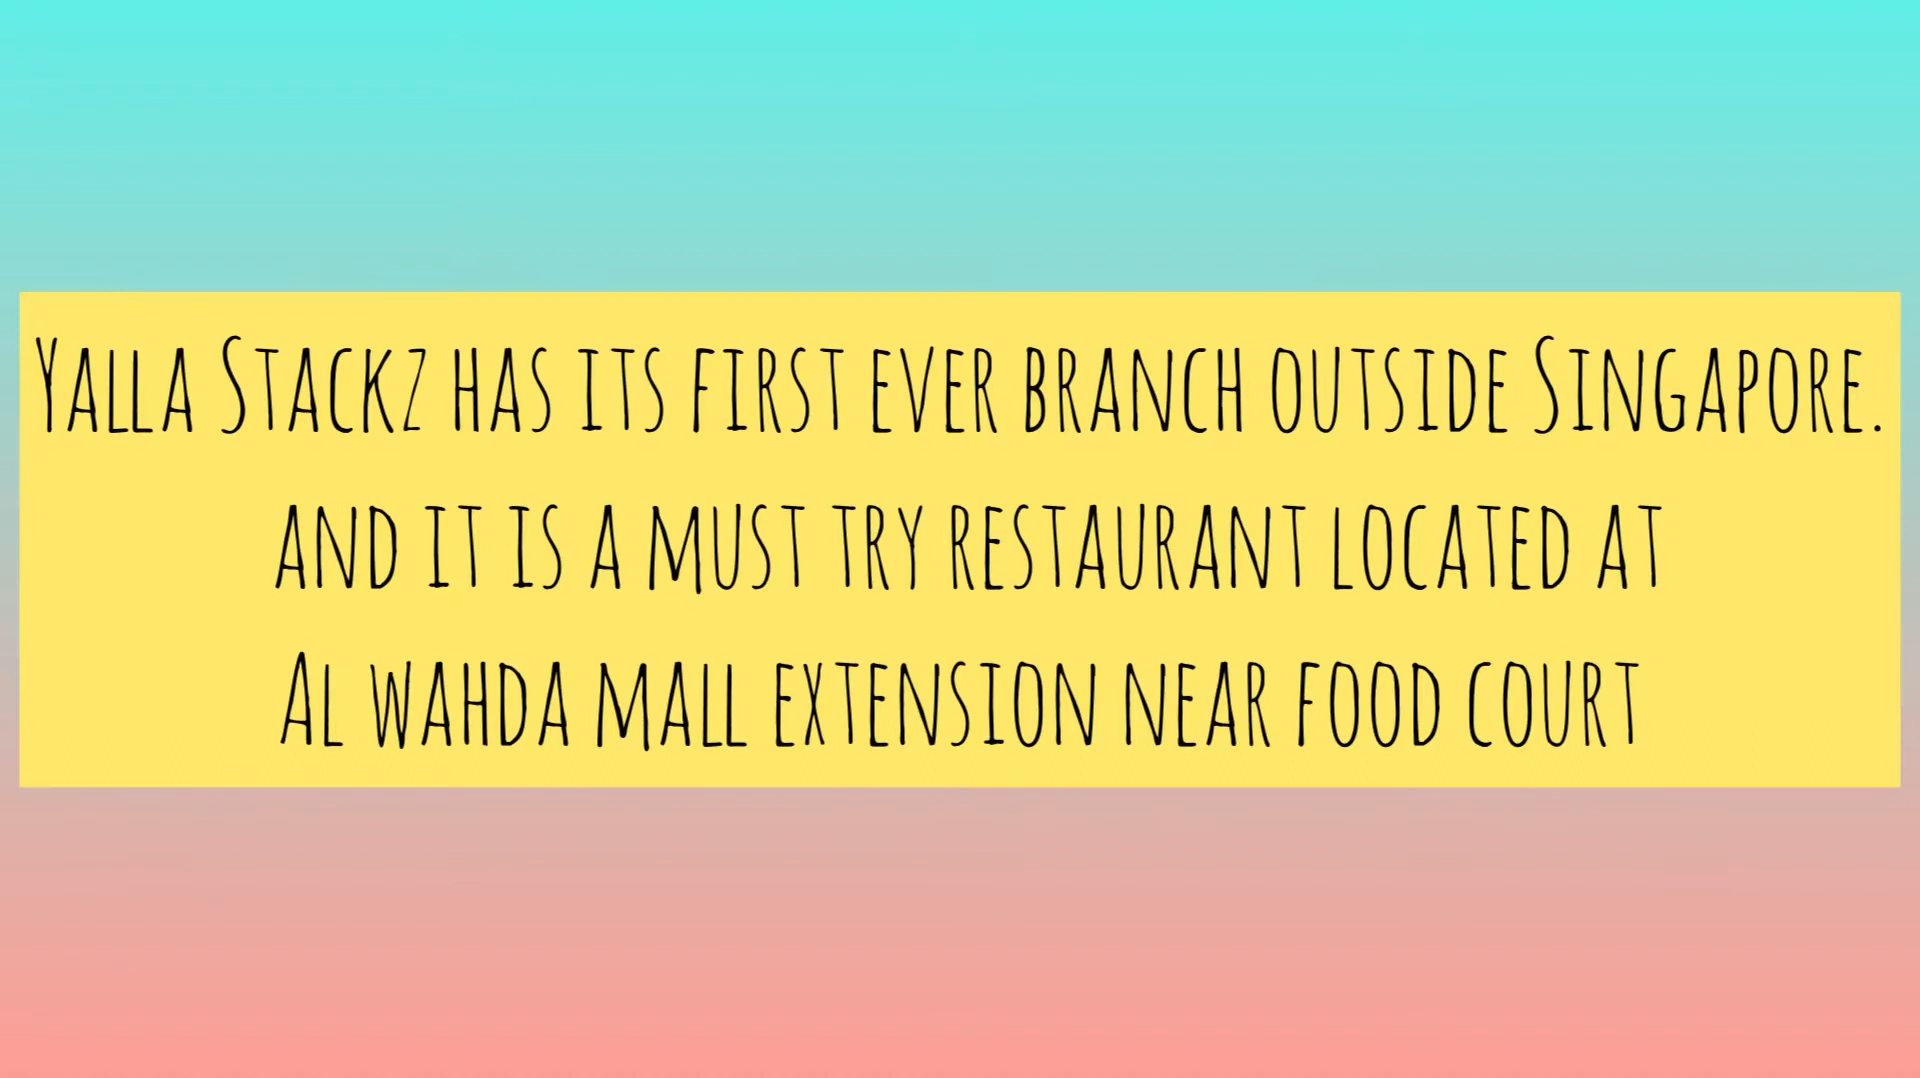 Yalla Stackz has its first ever branch outside Singapore.
and it is a must try restaurant located at
Al wahda mall extension near food court